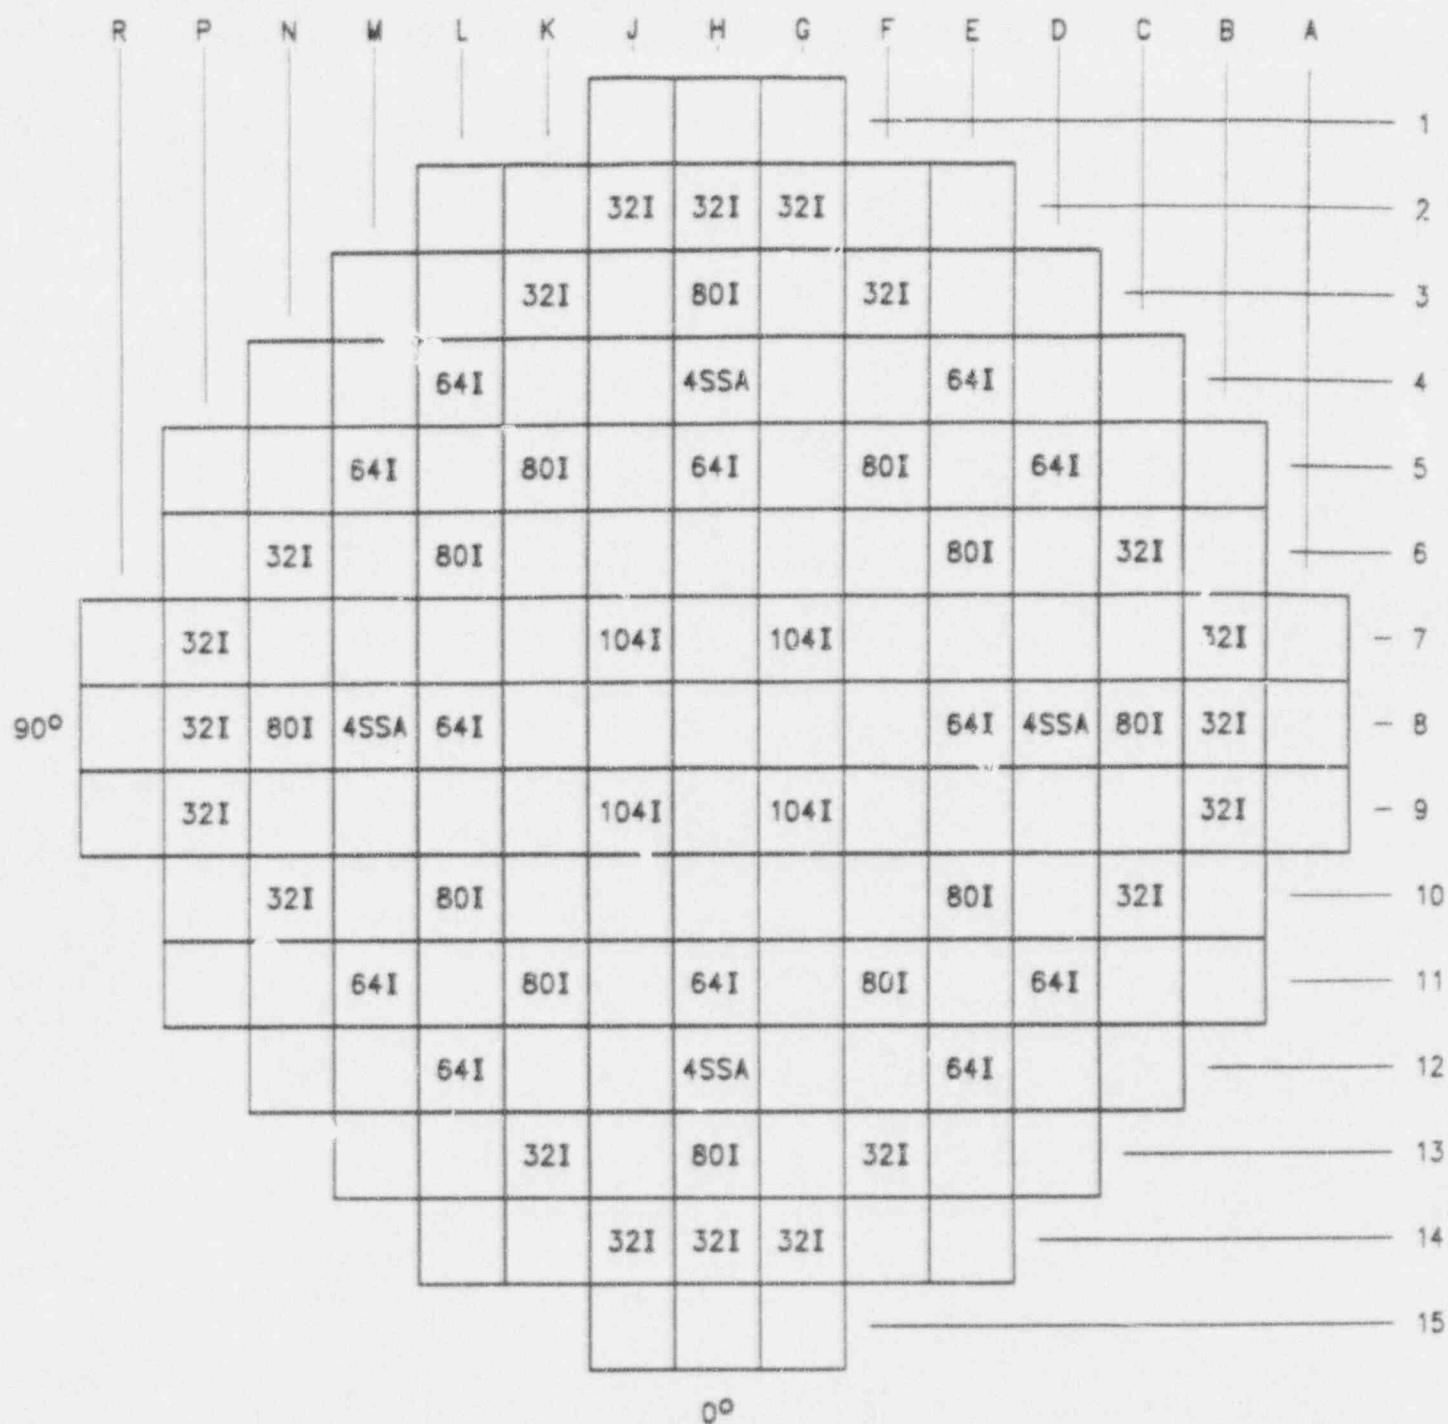 R P N M L K J H G F E D C B A
1
32I 32I 32I 2
32I 80I 32I 3
64I 4SSA 64I 4
64I 80I 64I 80I 64I 5
32I 80I 80I 32I 6
32I 104I 104I 32I 7
90° 32I 80I 4SSA 64I 64I 4SSA 80I 32I 8
32I 104I 104I 32I 9
32I 80I 80I 32I 10
64I 80I 64I 80I 64I 11
64I 4SSA 64I 12
32I 80I 32I 13
32I 32I 32I 14
15
0°